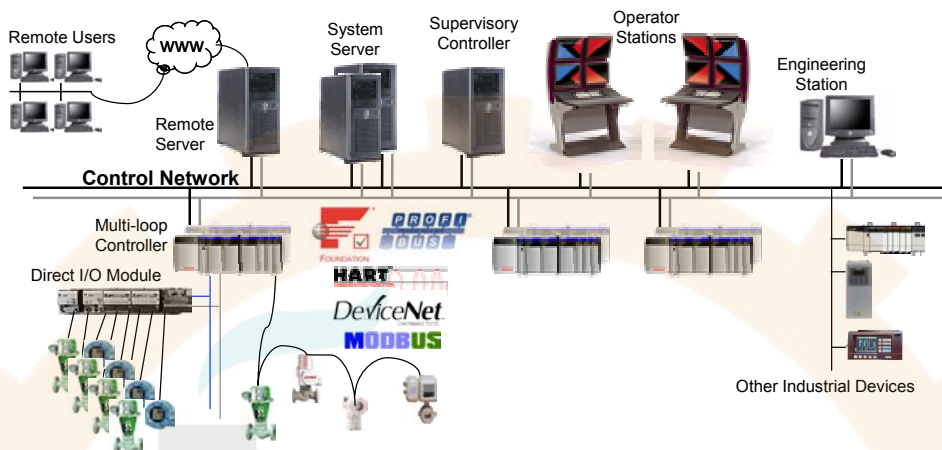 Remote Users
WWW
Remote
Server
System
Server
Supervisory
Controller
Operator
Stations
Engineering
Station
Control Network
Multi-loop
Controller
Direct I/O Module
FOUNDATION
PROFI
BUS
HART
DeviceNet
MODBUS
Other Industrial Devices